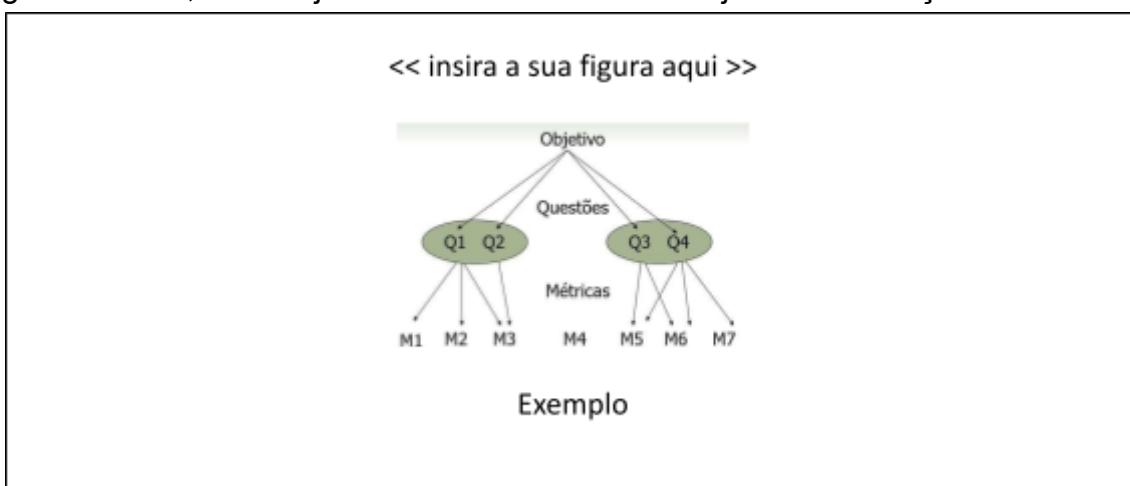 << insira a sua figura aqui >>
Objetivo
Questões
Q1 Q2 Q3 Q4
Métricas
M1 M2 M3 M4 M5 M6 M7
Exemplo